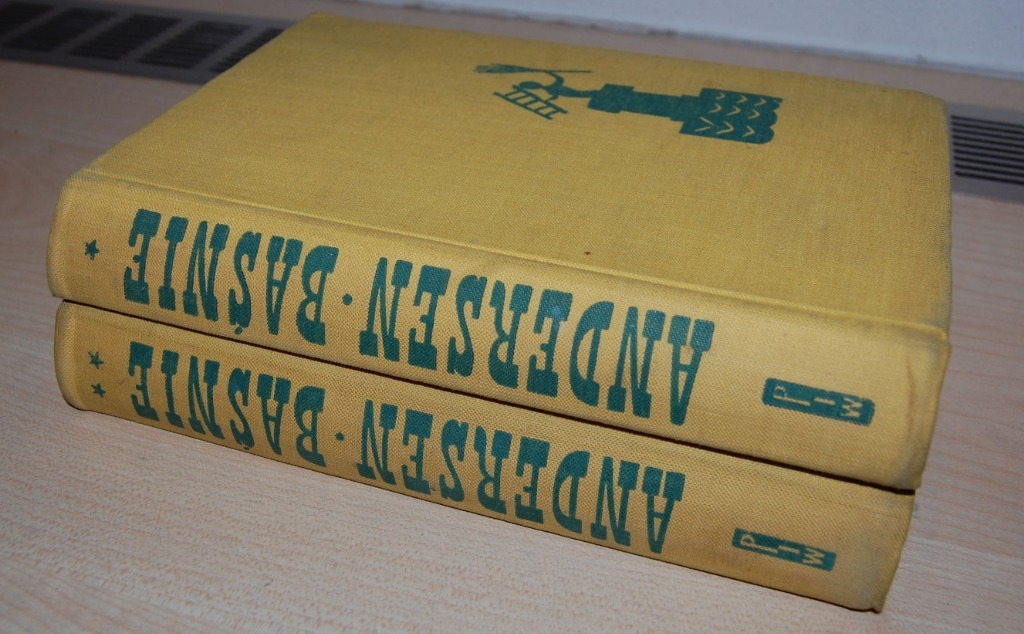 ANDERSEN · BAŚNIE *
PIW
ANDERSEN · BAŚNIE **
PIW